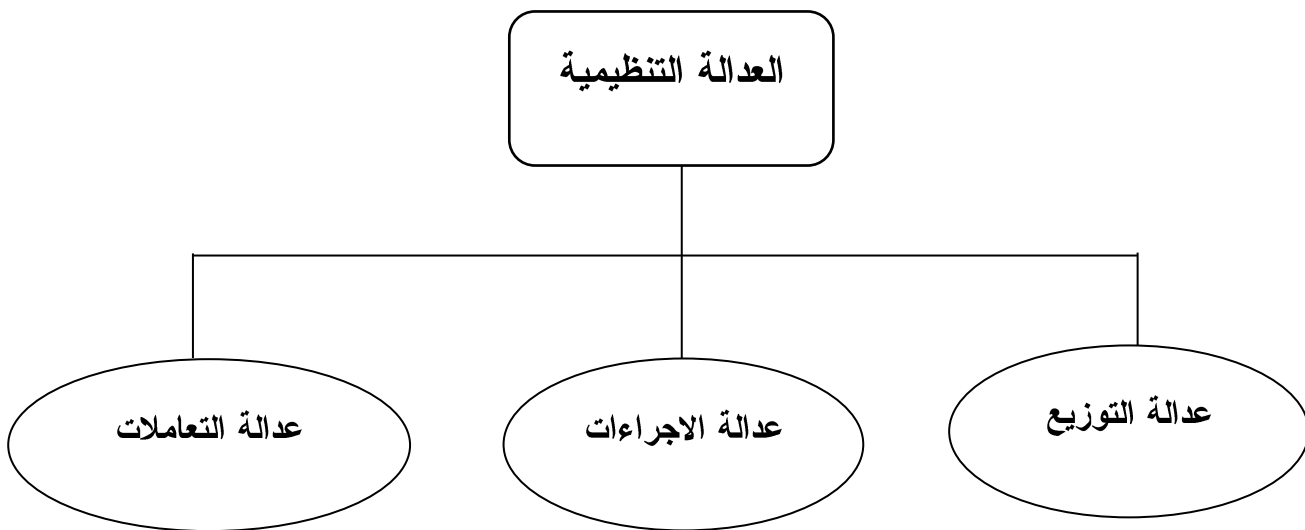 العدالة التنظيمية
عدالة التوزيع
عدالة الاجراءات
عدالة التعاملات